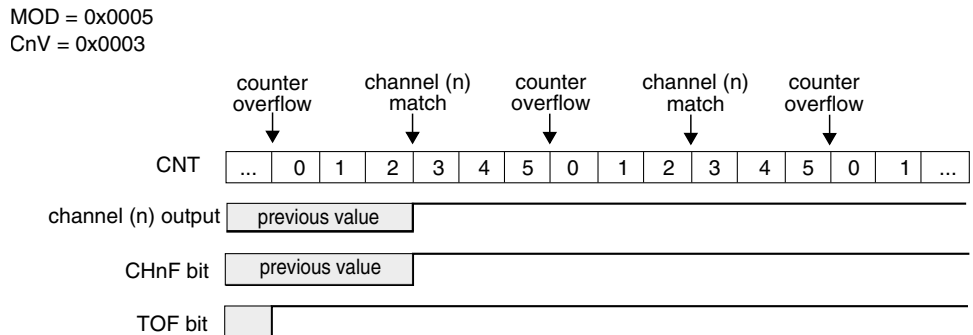 MOD = 0x0005
CnV = 0x0003
counter overflow
channel (n) match
counter overflow
channel (n) match
counter overflow
CNT ... 0 1 2 3 4 5 0 1 2 3 4 5 0 1 ...
channel (n) output previous value
CHnF bit previous value
TOF bit